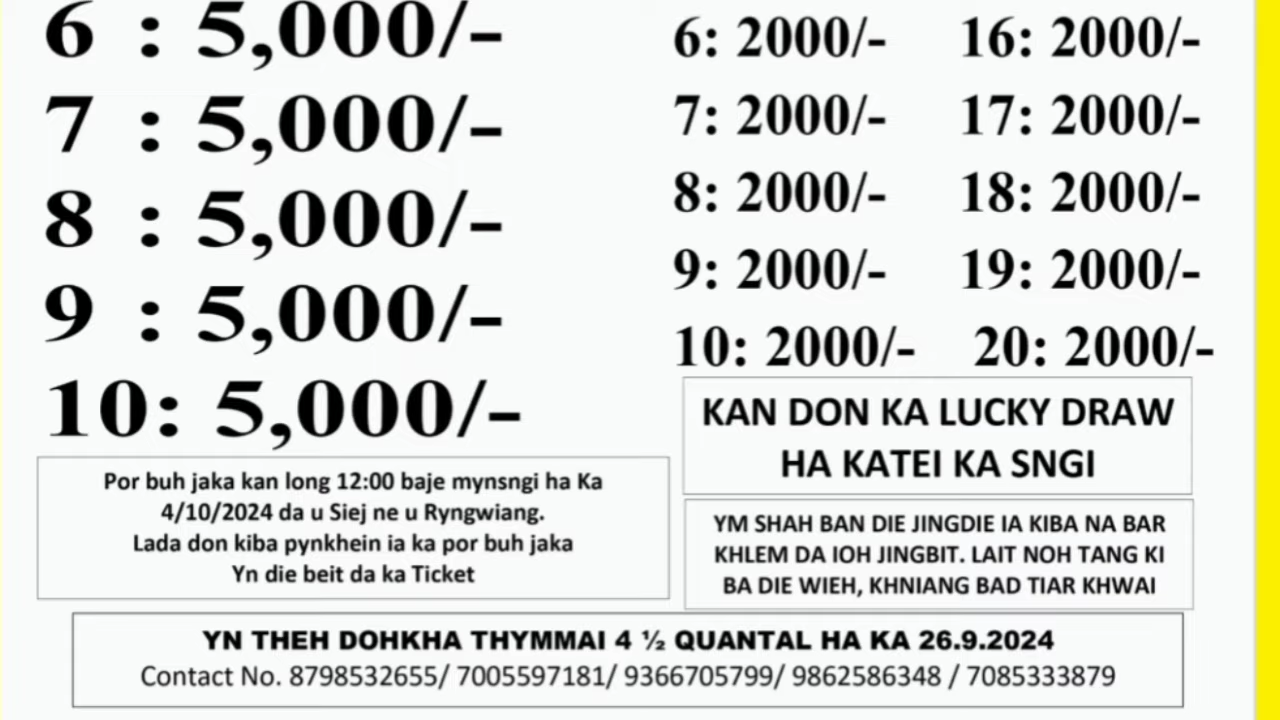 6 : 5,000/-
7 : 5,000/-
8 : 5,000/-
9 : 5,000/-
10: 5,000/-
Por buh jaka kan long 12:00 baje mynsngi ha Ka
4/10/2024 da u Siej ne u Ryngwiang.
Lada don kiba pynkhein ia ka por buh jaka
Yn die beit da ka Ticket
6: 2000/- 16: 2000/-
7: 2000/- 17: 2000/-
8: 2000/- 18: 2000/-
9: 2000/- 19: 2000/-
10: 2000/- 20: 2000/-
KAN DON KA LUCKY DRAW
HA KATEI KA SNGI
YM SHAH BAN DIE JINGDIE IA KIBA NA BAR
KHLEM DA IOH JINGBIT. LAIT NOH TANG KI
BA DIE WIEH, KHNIANG BAD TIAR KHWAI
YN THEH DOHKHA THYMMAI 4 ½ QUANTAL HA KA 26.9.2024
Contact No. 8798532655/ 7005597181/ 9366705799/ 9862586348 / 7085333879